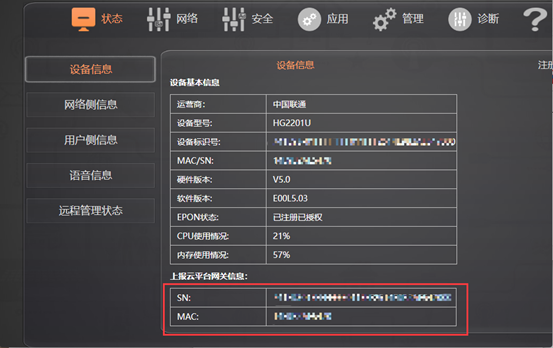 状态 网络 安全 应用 管理 诊断
设备信息
网络侧信息
用户侧信息
语音信息
远程管理状态
设备信息 注册
设备基本信息
运营商: 中国联通
设备型号: HG2201U
设备标识号:
MAC/SN:
硬件版本: V5.0
软件版本: E00L5.03
EPON状态: 已注册已授权
CPU使用情况: 21%
内存使用情况: 57%
上报云平台网关信息:
SN:
MAC: